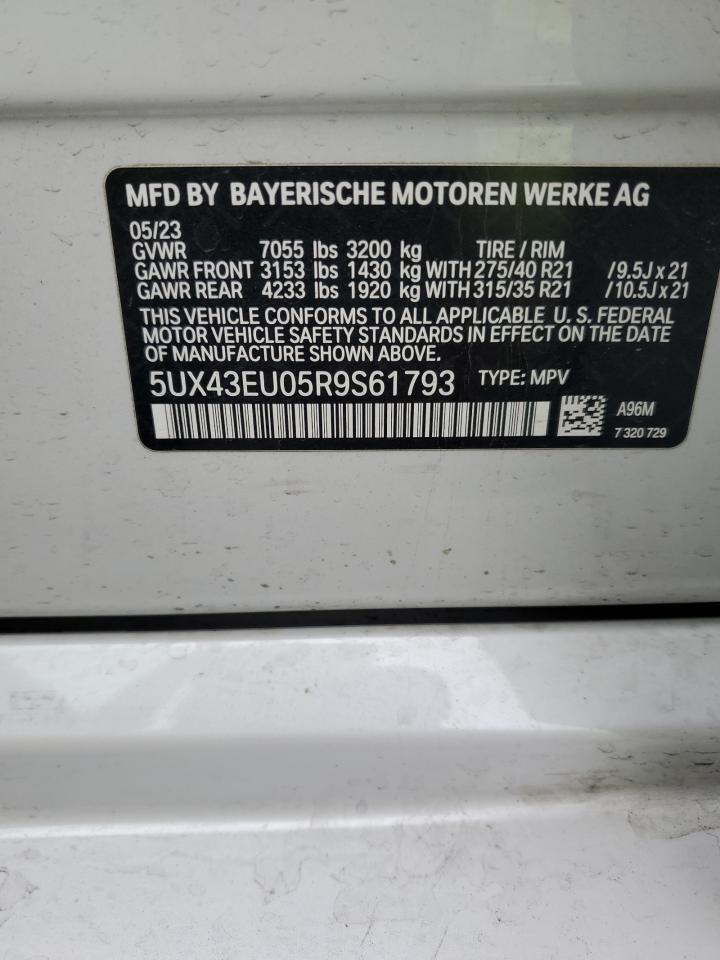 MFD BY BAYERISCHE MOTOREN WERKE AG
05/23
GVWR 7055 lbs 3200 kg TIRE / RIM
GAWR FRONT 3153 lbs 1430 kg WITH 275/40 R21 / 9.5J x 21
GAWR REAR 4233 lbs 1920 kg WITH 315/35 R21 / 10.5J x 21
THIS VEHICLE CONFORMS TO ALL APPLICABLE U. S. FEDERAL
MOTOR VEHICLE SAFETY STANDARDS IN EFFECT ON THE DATE
OF MANUFACTURE SHOWN ABOVE.
5UX43EU05R9S61793 TYPE: MPV
A96M
7 320 729